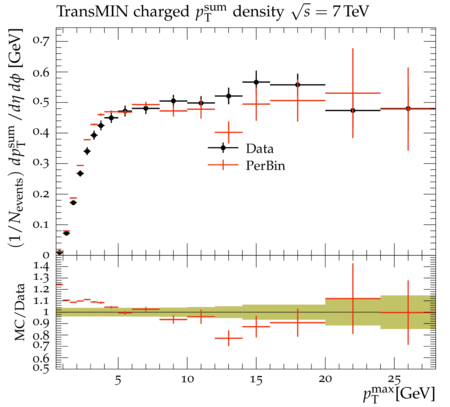 TransMIN charged p_T^sum density √s = 7 TeV
(1/N_events) dp_T^sum/dη dϕ [GeV]
0.7
0.6
0.5
0.4
0.3
0.2
0.1
0
Data
PerBin
MC/Data
1.4
1.3
1.2
1.1
1
0.9
0.8
0.7
0.6
0.5
5 10 15 20 25
p_T^max[GeV]